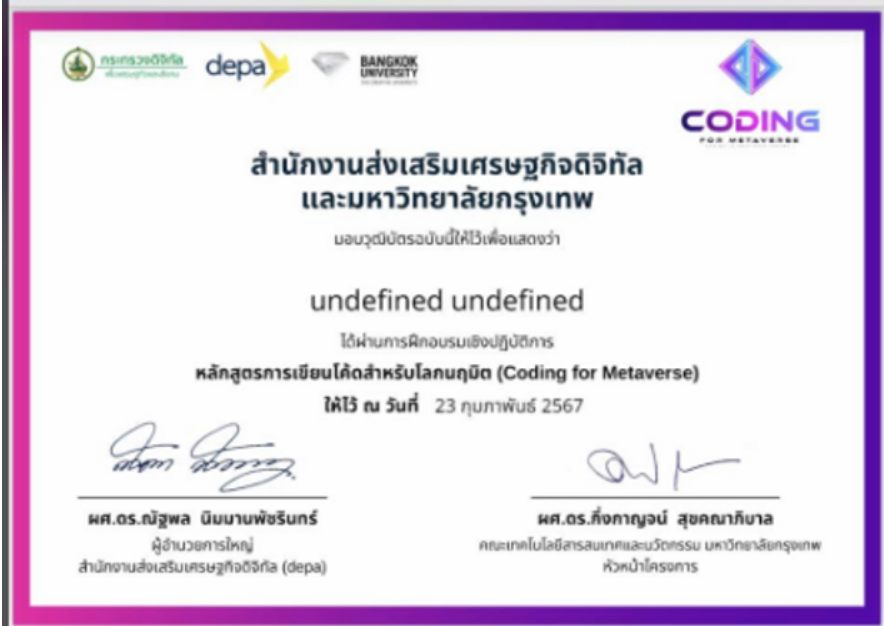 กระทรวงดิจิทัล
เพื่อเศรษฐกิจและสังคม
depa
BANGKOK
UNIVERSITY
CODING
FOR METAVERSE
สำนักงานส่งเสริมเศรษฐกิจดิจิทัล
และมหาวิทยาลัยกรุงเทพ
มอบวุฒิบัตรฉบับนี้ให้ไว้เพื่อแสดงว่า
undefined undefined
ได้ผ่านการฝึกอบรมเชิงปฏิบัติการ
หลักสูตรการเขียนโค้ดสำหรับโลกนฤมิต (Coding for Metaverse)
ให้ไว้ ณ วันที่ 23 กุมภาพันธ์ 2567
ผศ.ดร.ณัฐพล นิมมานพัชรินทร์
ผู้อำนวยการใหญ่
สำนักงานส่งเสริมเศรษฐกิจดิจิทัล (depa)
ผศ.ดร.กิ่งกาญจน์ สุขคณาภิบาล
คณะเทคโนโลยีสารสนเทศและนวัตกรรม มหาวิทยาลัยกรุงเทพ
หัวหน้าโครงการ